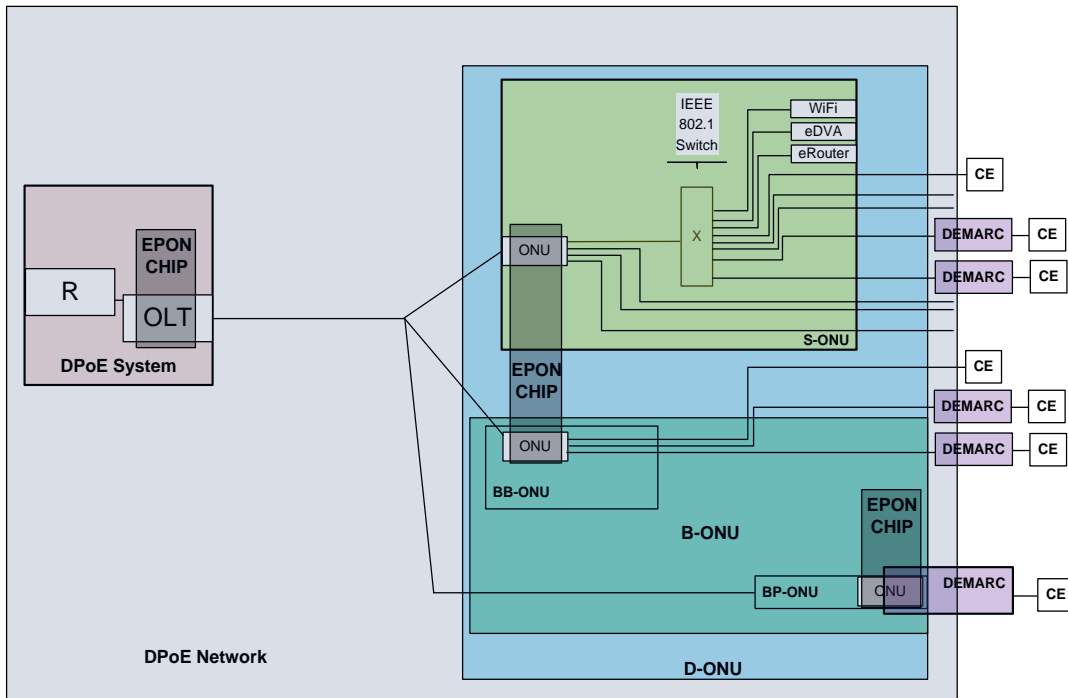 IEEE
802.1
Switch
WiFi
eDVA
eRouter
CE
EPON
CHIP
X
ONU
DEMARC
CE
R
OLT
DEMARC
CE
DPoE System
S-ONU
EPON
CHIP
CE
DEMARC
CE
ONU
DEMARC
CE
BB-ONU
EPON
CHIP
B-ONU
BP-ONU
ONU
DEMARC
CE
DPoE Network
D-ONU